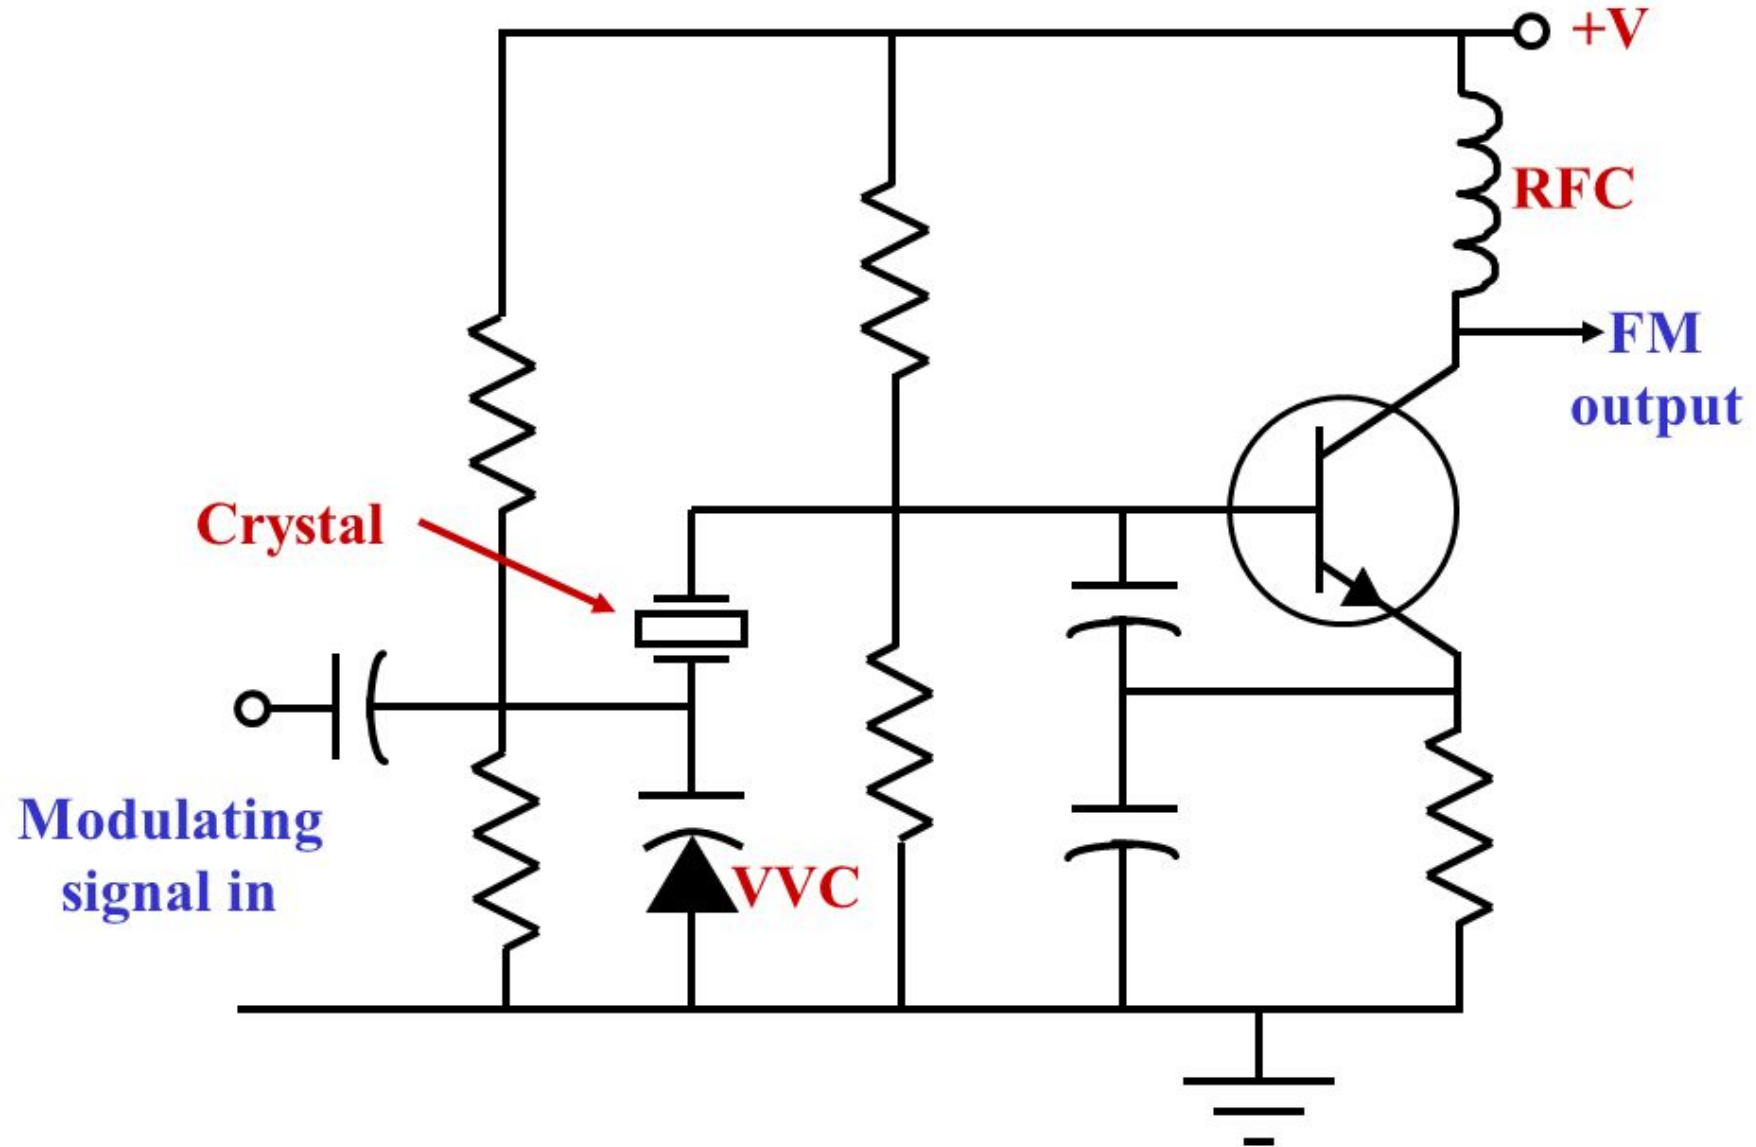 +V
RFC
FM
output
Crystal
Modulating
signal in
VVC